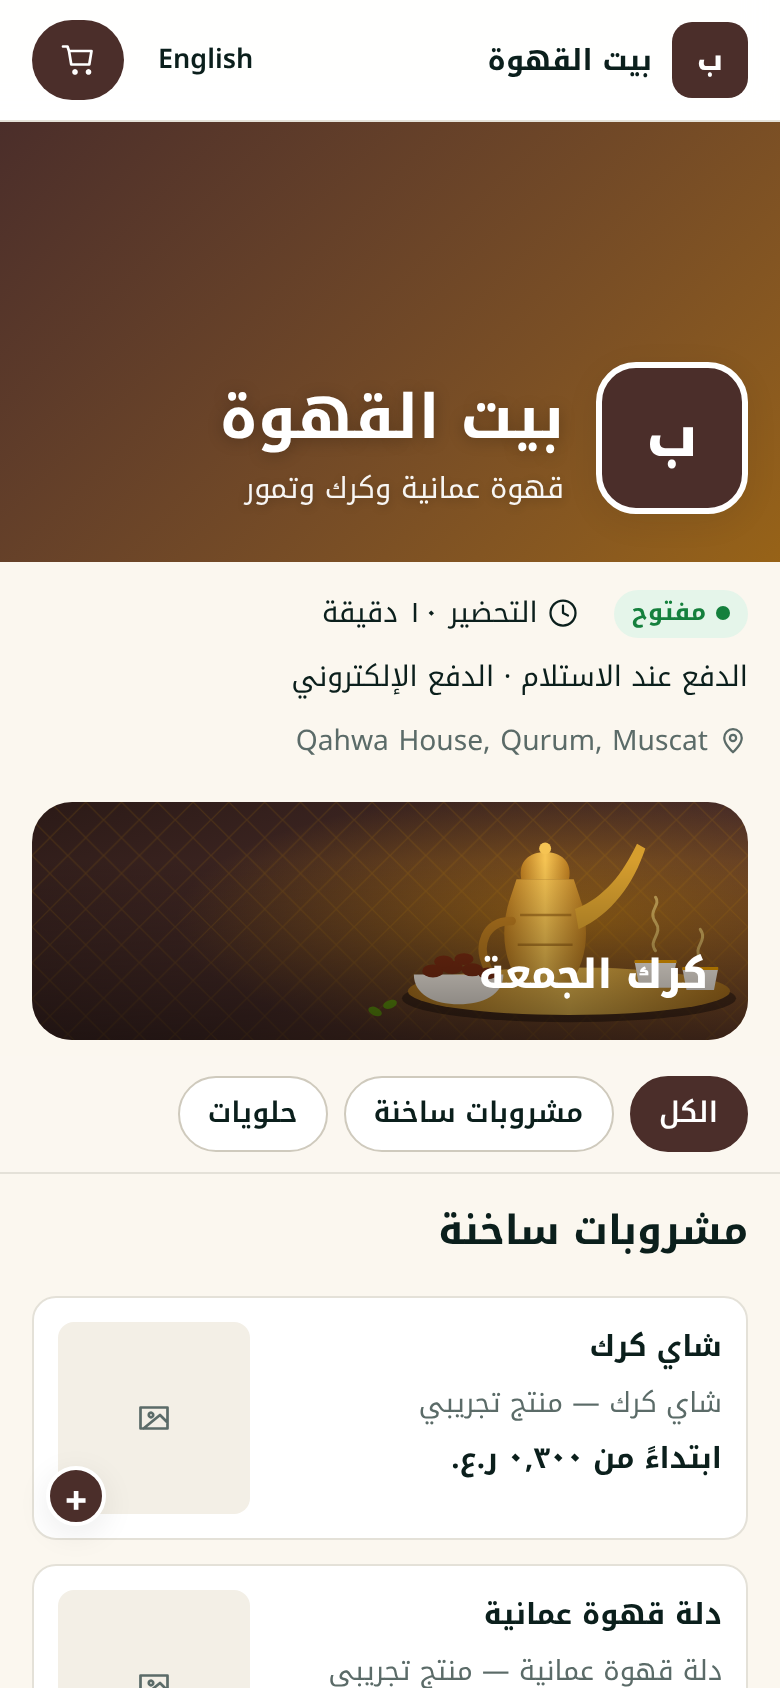 ب
بيت القهوة
English
ب
بيت القهوة
قهوة عمانية وكرك وتمور
مفتوح
التحضير ١٠ دقيقة
الدفع عند الاستلام · الدفع الإلكتروني
Qahwa House, Qurum, Muscat
كرك الجمعة
الكل
مشروبات ساخنة
حلويات
مشروبات ساخنة
شاي كرك
شاي كرك — منتج تجريبي
ابتداءً من ٠٫٣٠٠ ر.ع.
+
دلة قهوة عمانية
دلة قهوة عمانية — منتج تجريبي